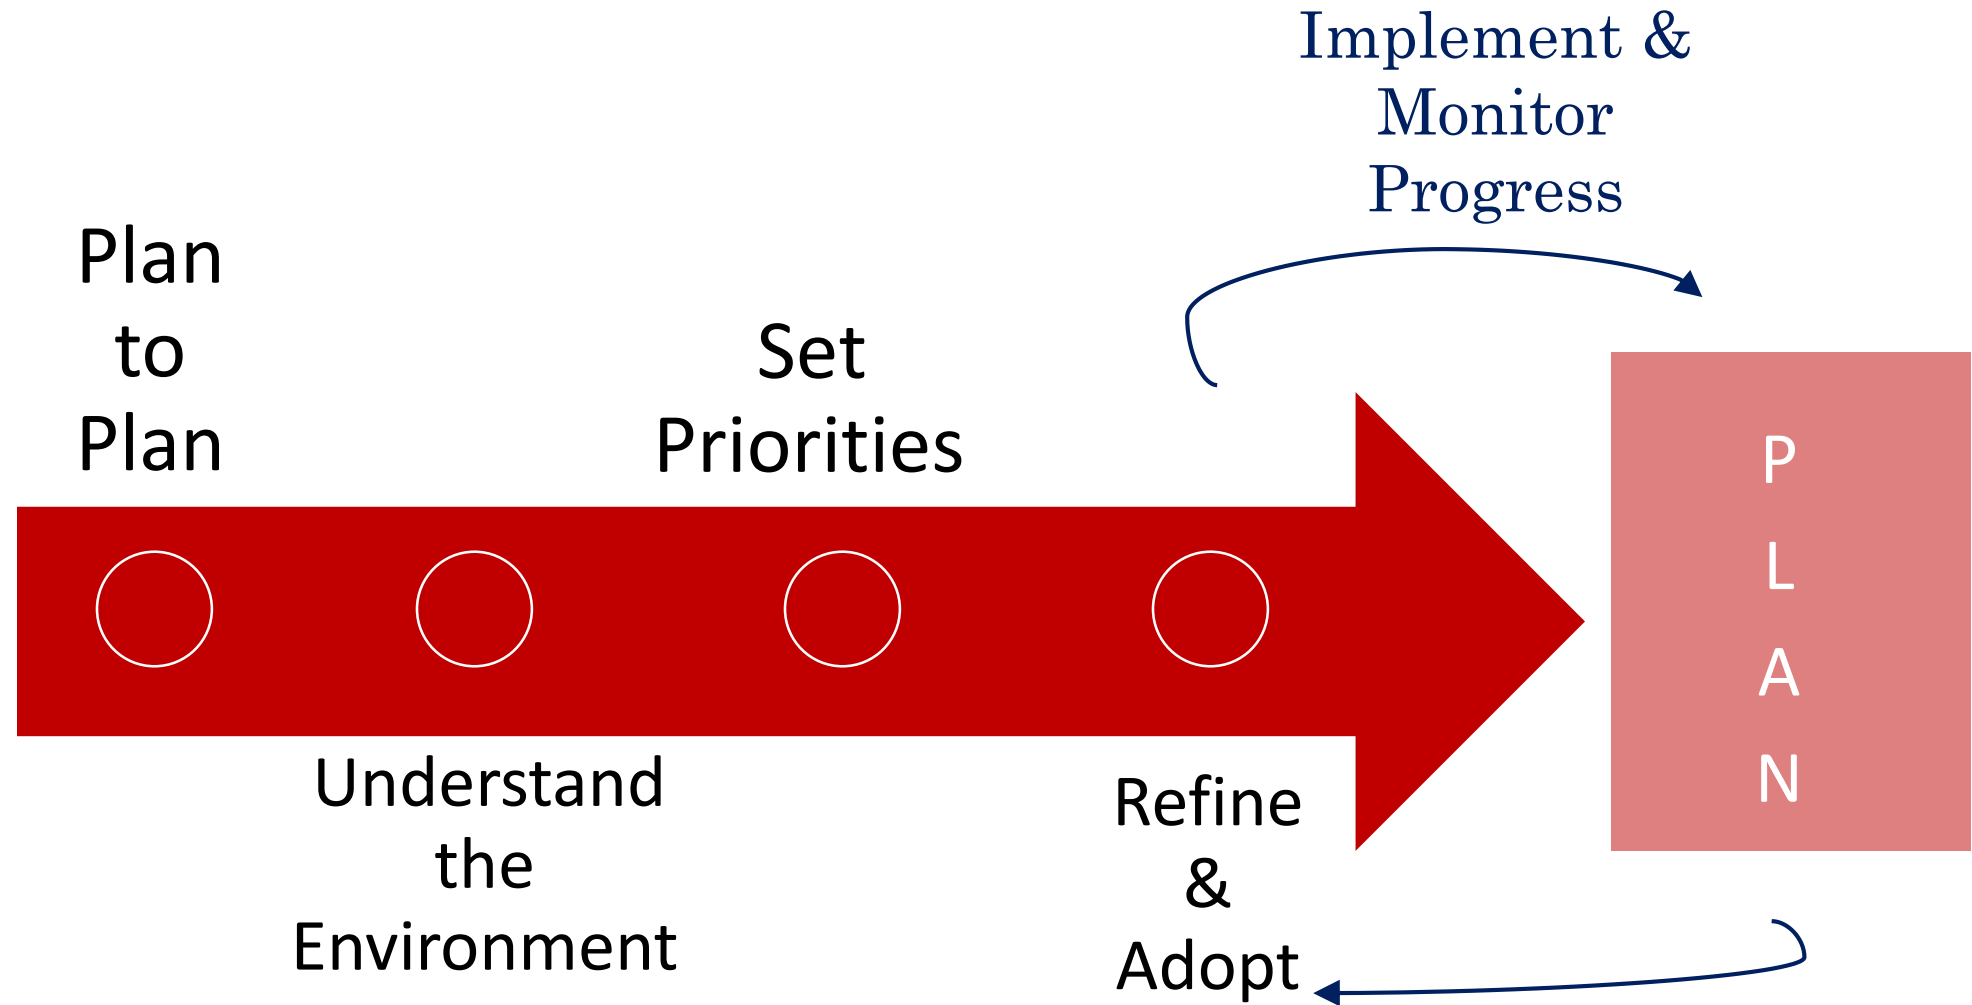 Implement &
Monitor
Progress
Plan
to
Plan
Set
Priorities
P
L
A
N
Understand
the
Environment
Refine
&
Adopt